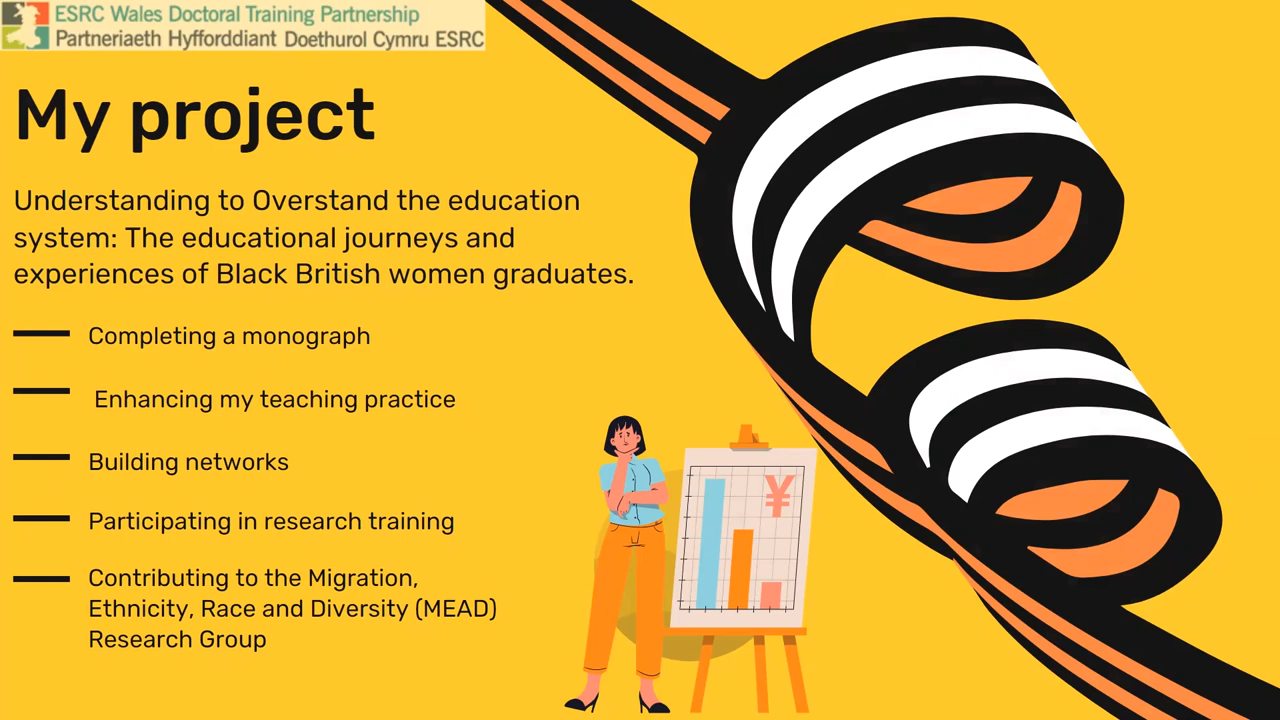 ESRC Wales Doctoral Training Partnership
Partneriaeth Hyfforddiant Doethurol Cymru ESRC
My project
Understanding to Overstand the education
system: The educational journeys and
experiences of Black British women graduates.
Completing a monograph
Enhancing my teaching practice
Building networks
Participating in research training
Contributing to the Migration,
Ethnicity, Race and Diversity (MEAD)
Research Group
¥